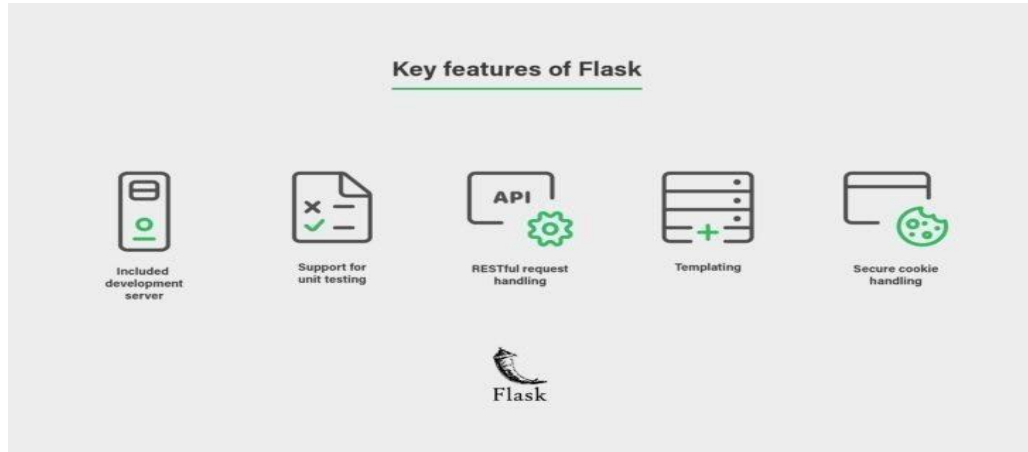 Key features of Flask
API
Included
development
server
Support for
unit testing
RESTful request
handling
Templating
Secure cookie
handling
Flask